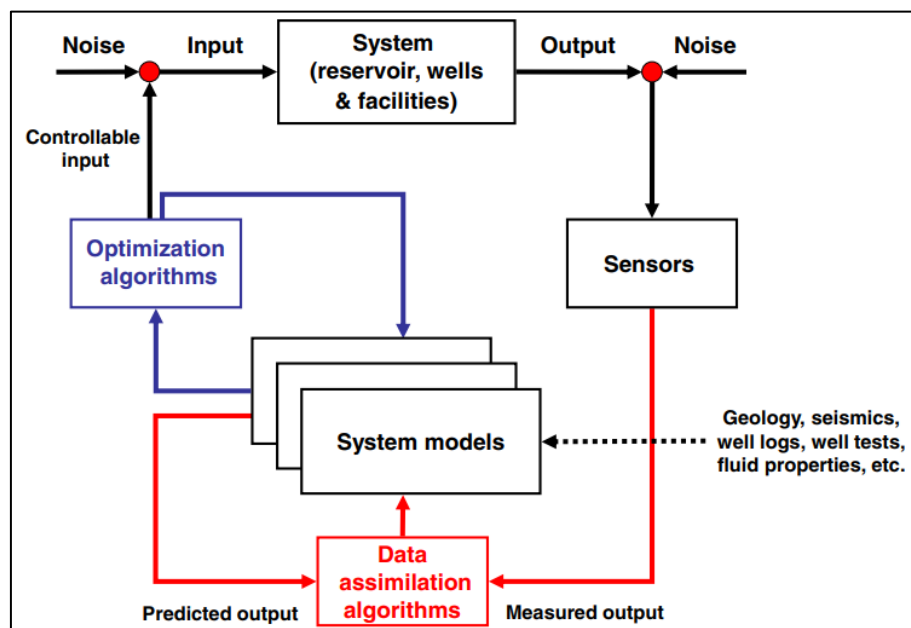 Noise
Input
System
(reservoir, wells
& facilities)
Output
Noise
Controllable
input
Optimization
algorithms
Sensors
System models
Geology, seismics,
well logs, well tests,
fluid properties, etc.
Data
assimilation
algorithms
Predicted output
Measured output